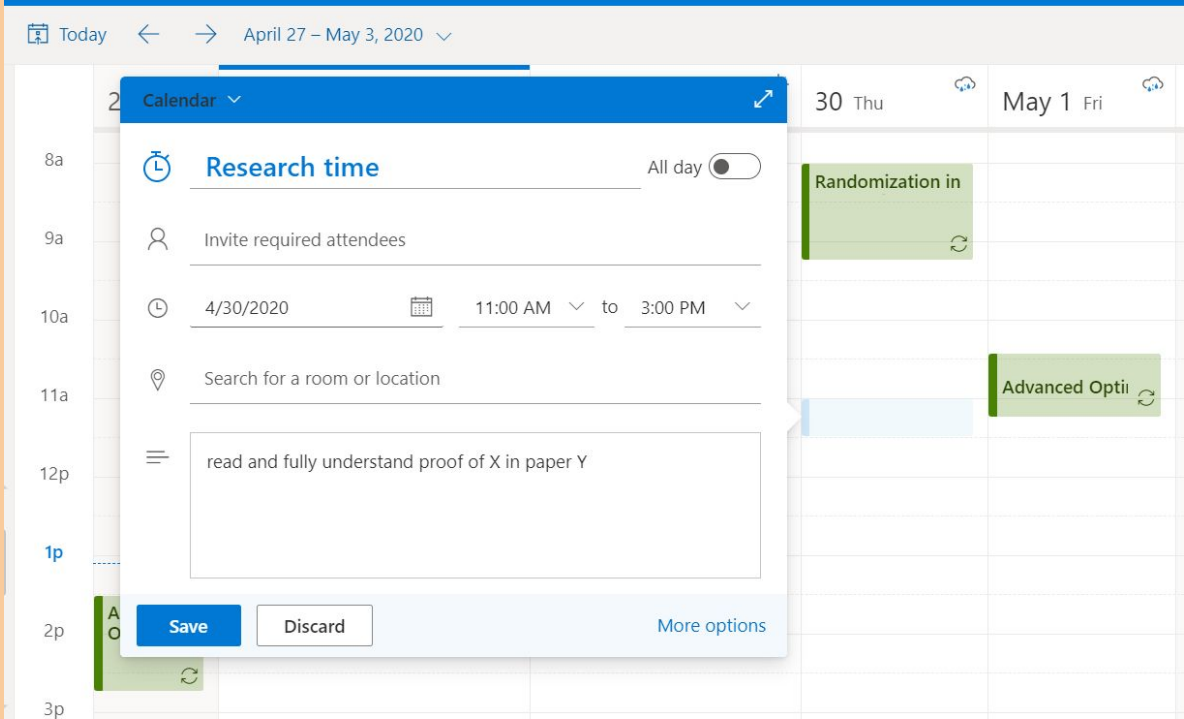 Today April 27 – May 3, 2020
2
Calendar
30 Thu
May 1 Fri
8a
Research time
All day
Randomization in
9a
Invite required attendees
4/30/2020
11:00 AM to 3:00 PM
10a
Search for a room or location
11a
Advanced Opti
read and fully understand proof of X in paper Y
12p
1p
A
O
Save
Discard
More options
2p
3p